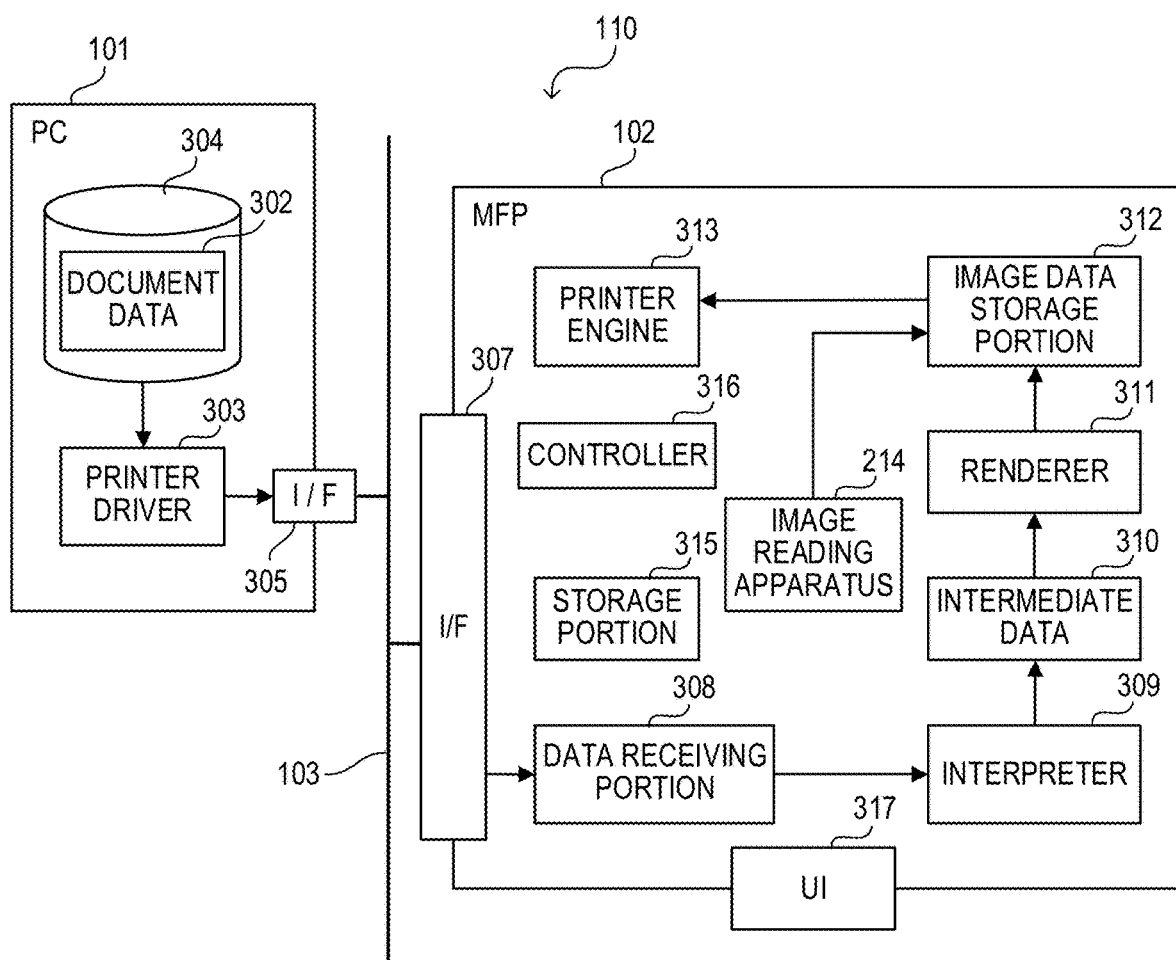 110
101
PC
304
302
DOCUMENT
DATA
303
PRINTER
DRIVER
I / F
305
103
102
MFP
307
I/F
313
PRINTER
ENGINE
312
IMAGE DATA
STORAGE
PORTION
316
CONTROLLER
311
RENDERER
214
IMAGE
READING
APPARATUS
315
STORAGE
PORTION
310
INTERMEDIATE
DATA
308
DATA RECEIVING
PORTION
309
INTERPRETER
317
UI